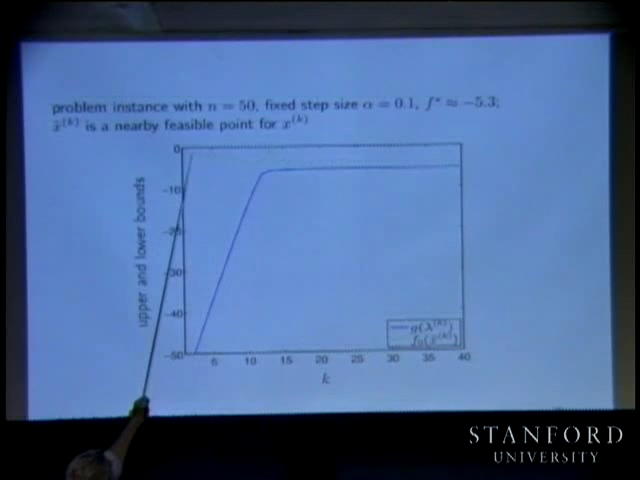 problem instance with n = 50, fixed step size α = 0.1, f* ≈ −5.3;
x̃^(k) is a nearby feasible point for x^(k)
upper and lower bounds
0
−10
−20
−30
−40
−50
5
10
15
20
25
30
35
40
k
g(λ^(k))
f₀(x̃^(k))
STANFORD
UNIVERSITY